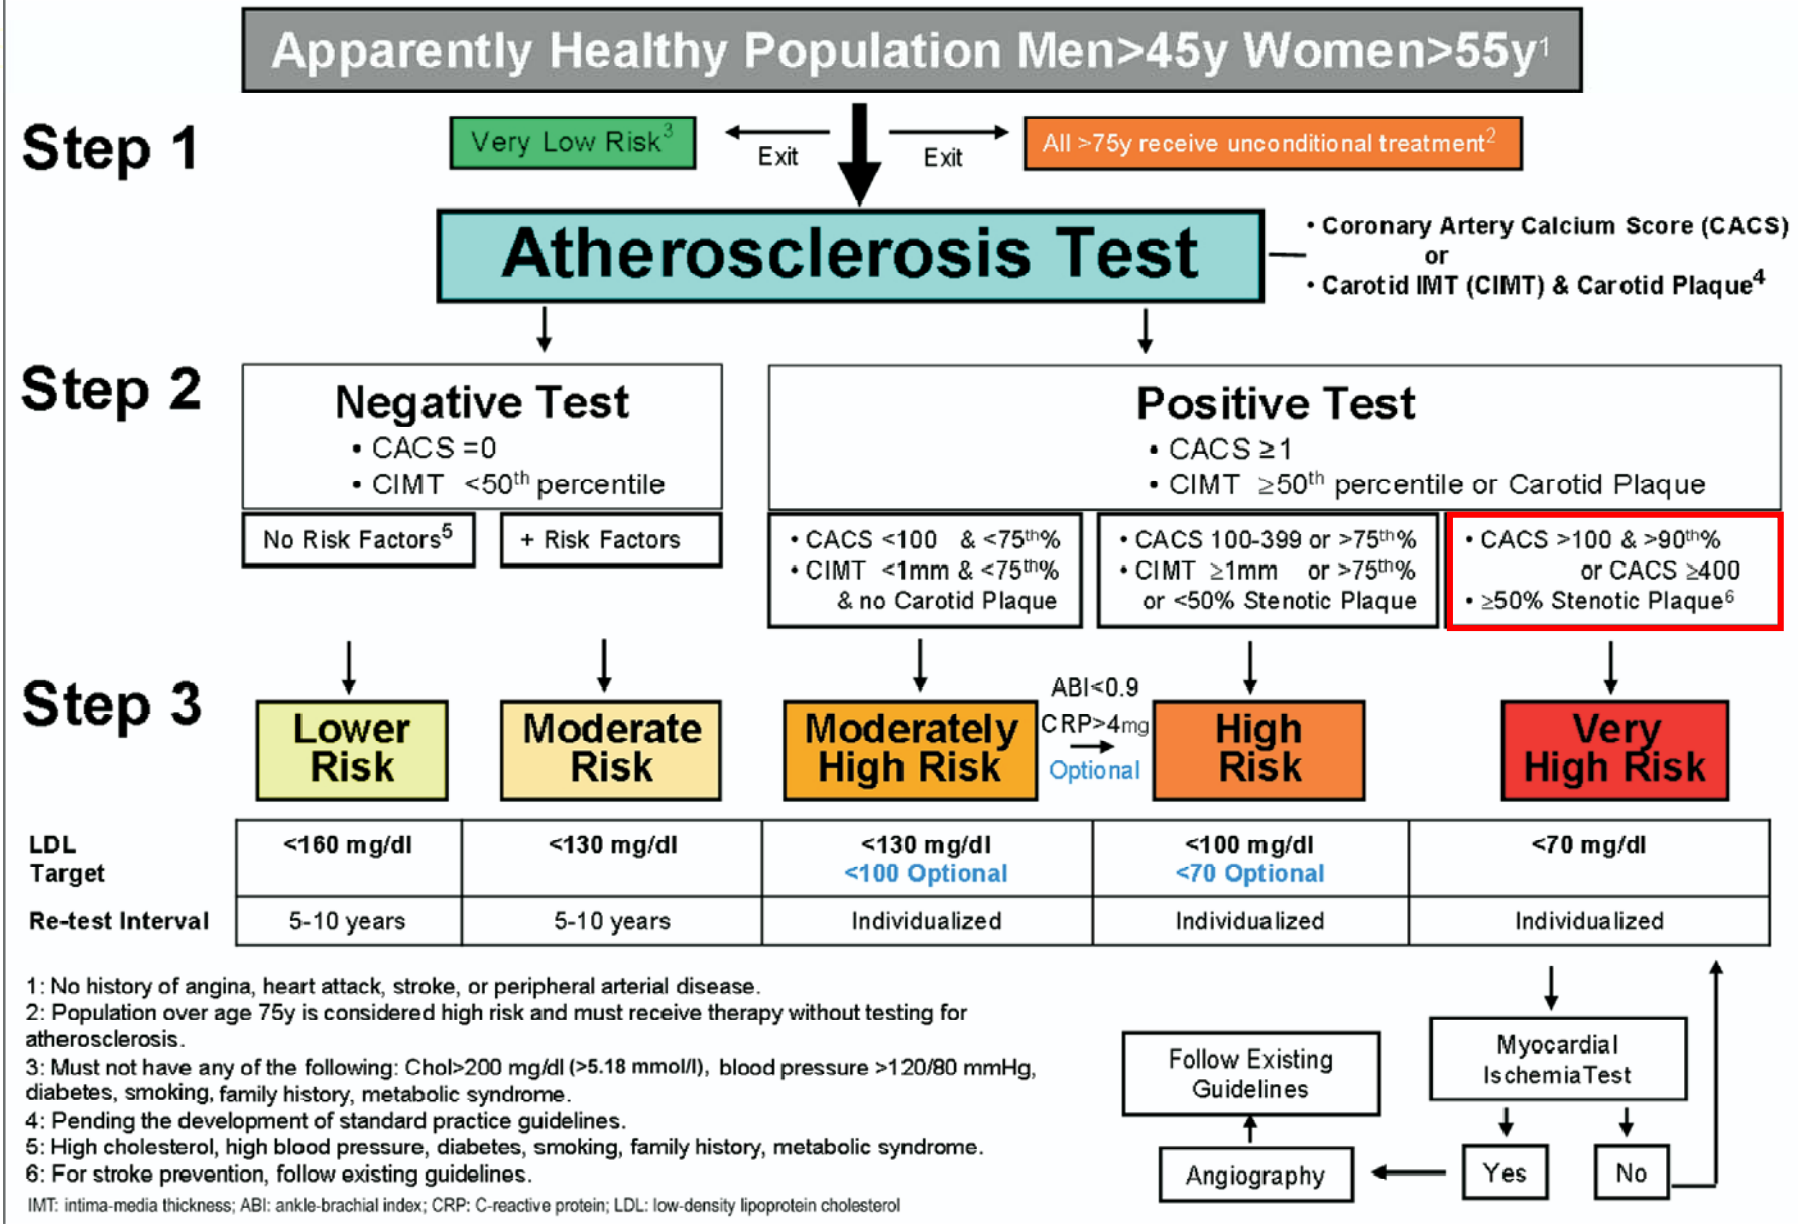 Apparently Healthy Population Men>45y Women>55y¹
Step 1
Very Low Risk³
Exit
Exit
All >75y receive unconditional treatment²
Atherosclerosis Test
• Coronary Artery Calcium Score (CACS)
or
• Carotid IMT (CIMT) & Carotid Plaque⁴
Step 2
Negative Test
• CACS =0
• CIMT <50th percentile
Positive Test
• CACS ≥1
• CIMT ≥50th percentile or Carotid Plaque
No Risk Factors⁵
+ Risk Factors
• CACS <100 & <75th%
• CIMT <1mm & <75th%
& no Carotid Plaque
• CACS 100-399 or >75th%
• CIMT ≥1mm or >75th%
or <50% Stenotic Plaque
• CACS >100 & >90th%
or CACS ≥400
• ≥50% Stenotic Plaque⁶
Step 3
Lower
Risk
Moderate
Risk
Moderately
High Risk
ABI<0.9
CRP>4mg
Optional
High
Risk
Very
High Risk
LDL
Target
<160 mg/dl
<130 mg/dl
<130 mg/dl
<100 Optional
<100 mg/dl
<70 Optional
<70 mg/dl
Re-test Interval
5-10 years
5-10 years
Individualized
Individualized
Individualized
1: No history of angina, heart attack, stroke, or peripheral arterial disease.
2: Population over age 75y is considered high risk and must receive therapy without testing for
atherosclerosis.
3: Must not have any of the following: Chol>200 mg/dl (>5.18 mmol/l), blood pressure >120/80 mmHg,
diabetes, smoking, family history, metabolic syndrome.
4: Pending the development of standard practice guidelines.
5: High cholesterol, high blood pressure, diabetes, smoking, family history, metabolic syndrome.
6: For stroke prevention, follow existing guidelines.
IMT: intima-media thickness; ABI: ankle-brachial index; CRP: C-reactive protein; LDL: low-density lipoprotein cholesterol
Myocardial
IschemiaTest
Follow Existing
Guidelines
Angiography
Yes
No